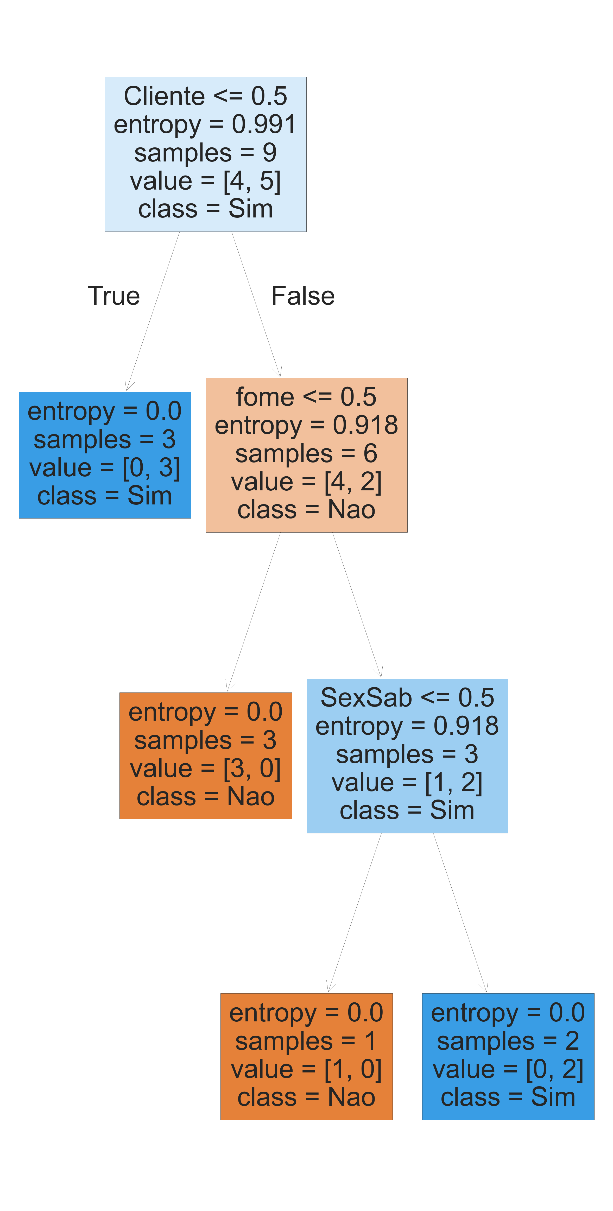 Cliente <= 0.5
entropy = 0.991
samples = 9
value = [4, 5]
class = Sim
True
False
entropy = 0.0
samples = 3
value = [0, 3]
class = Sim
fome <= 0.5
entropy = 0.918
samples = 6
value = [4, 2]
class = Nao
entropy = 0.0
samples = 3
value = [3, 0]
class = Nao
SexSab <= 0.5
entropy = 0.918
samples = 3
value = [1, 2]
class = Sim
entropy = 0.0
samples = 1
value = [1, 0]
class = Nao
entropy = 0.0
samples = 2
value = [0, 2]
class = Sim